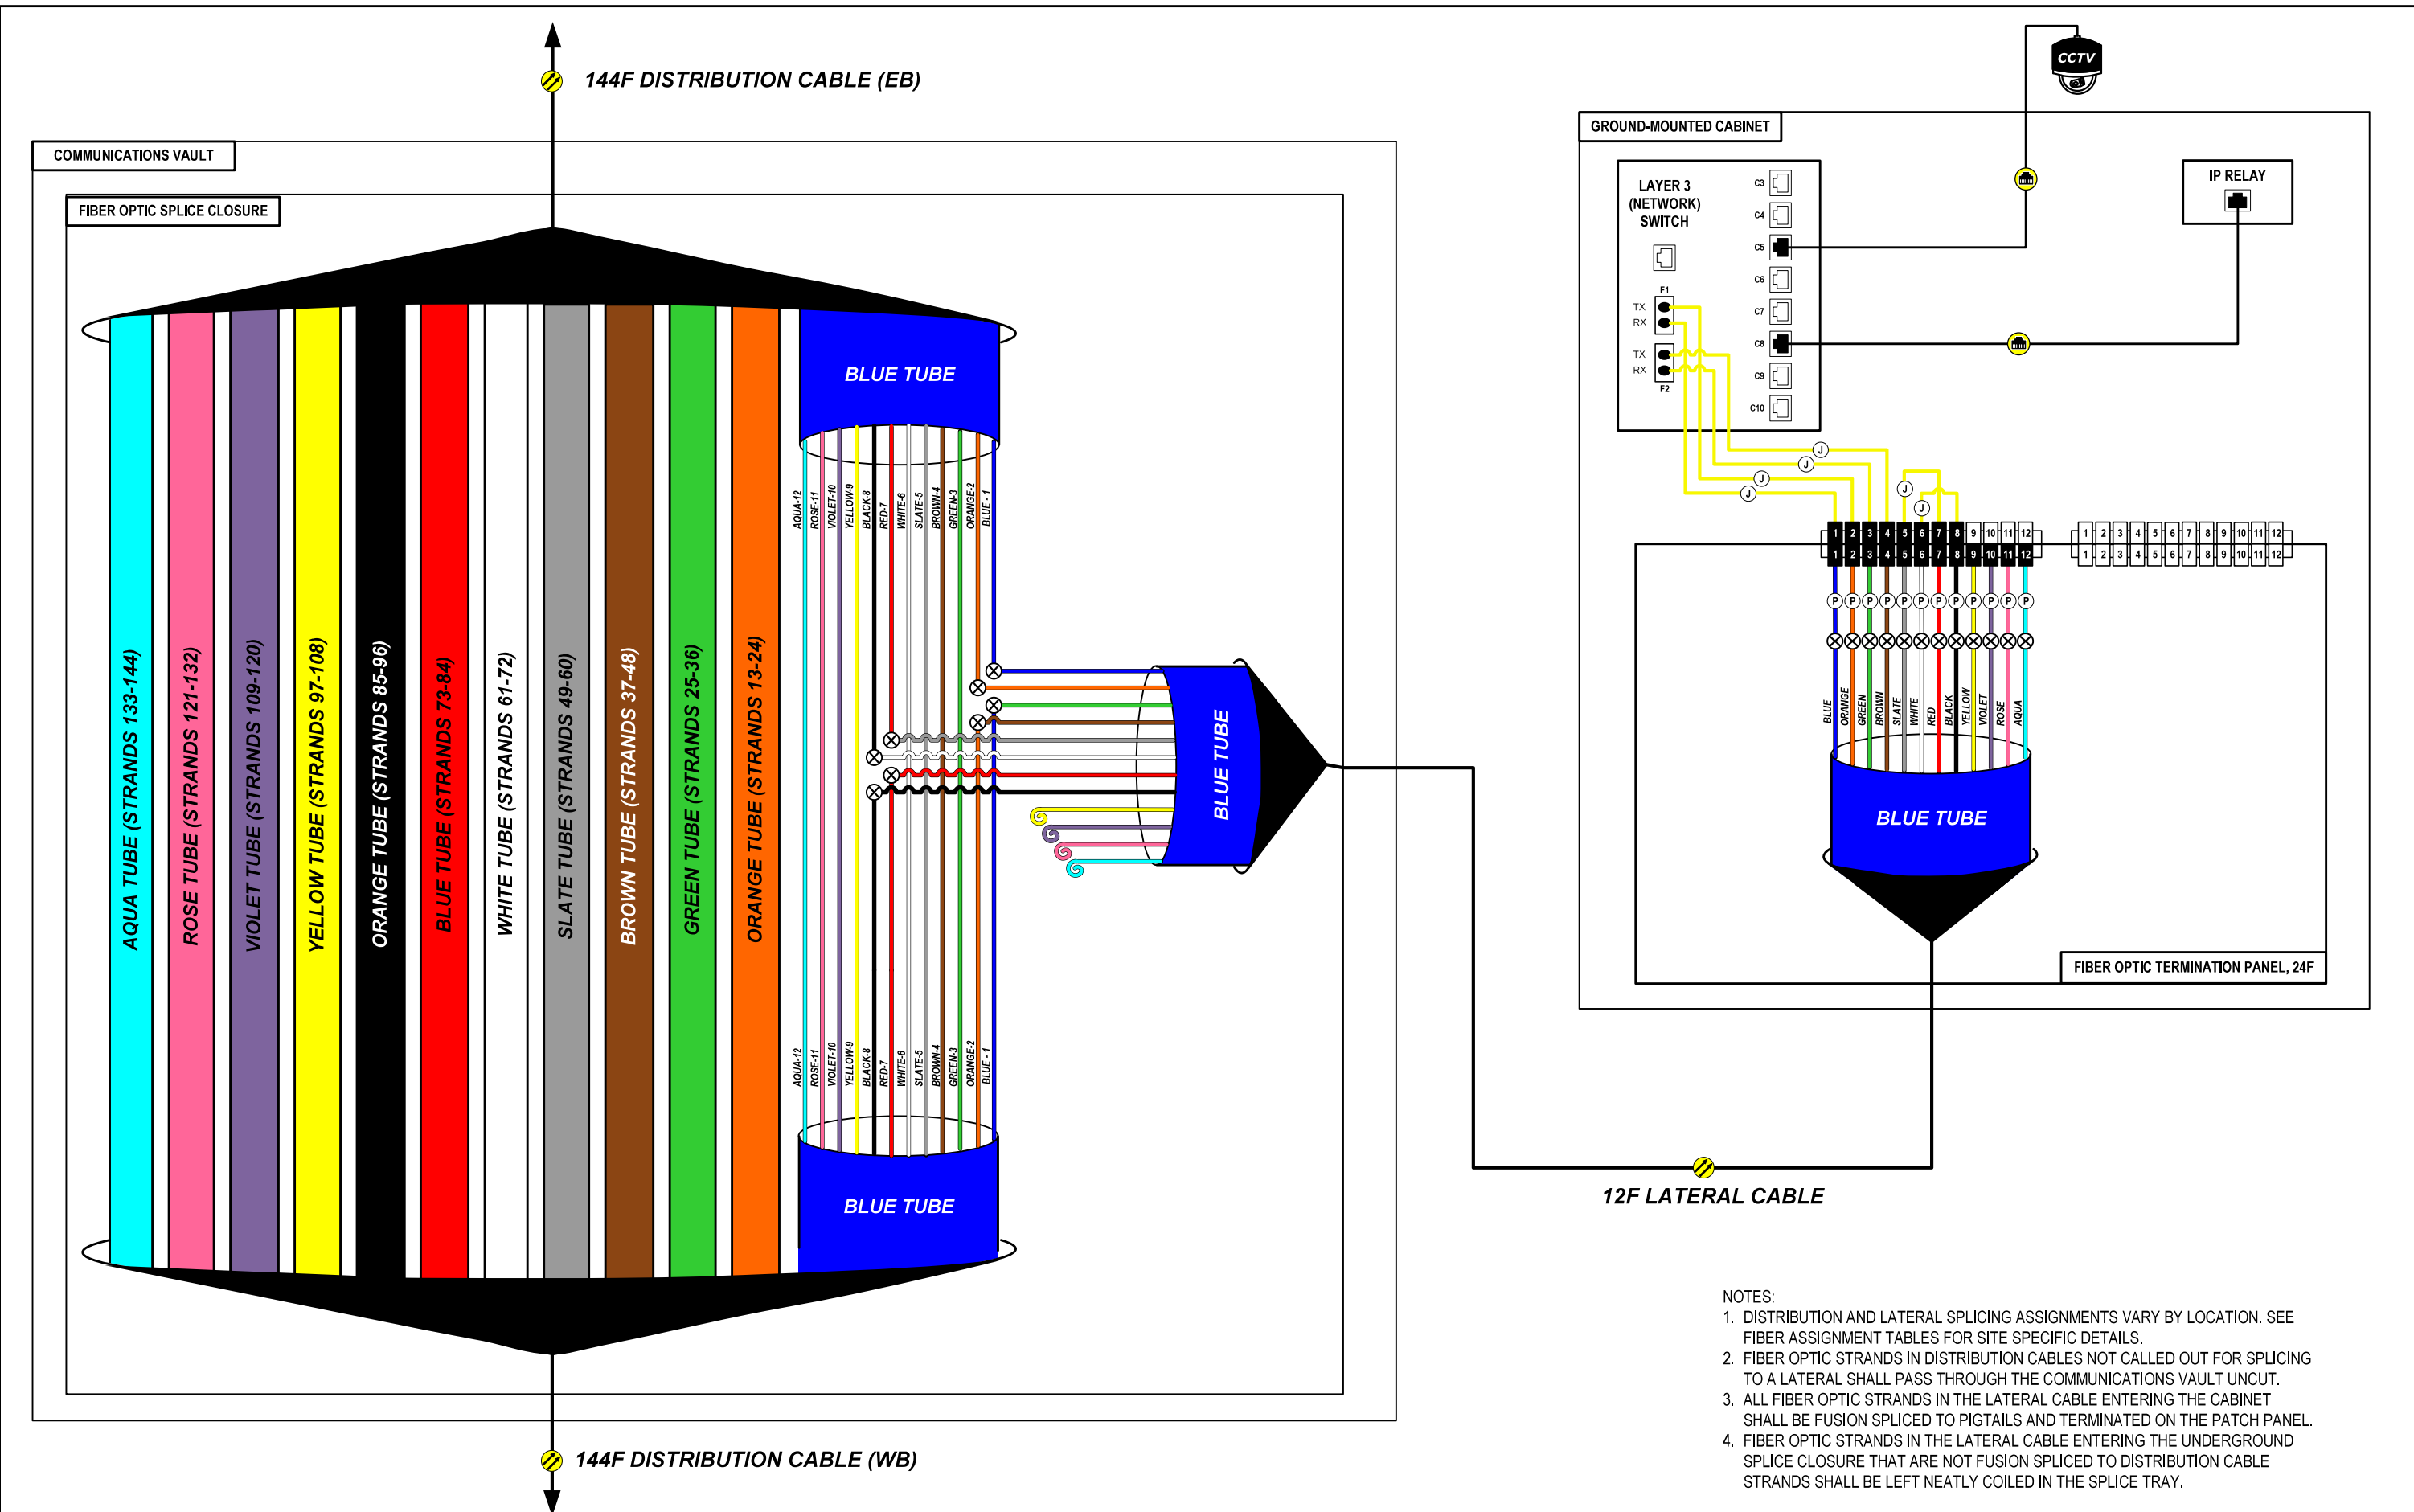 144F DISTRIBUTION CABLE (EB)
COMMUNICATIONS VAULT
FIBER OPTIC SPLICE CLOSURE
AQUA TUBE (STRANDS 133-144)
ROSE TUBE (STRANDS 121-132)
VIOLET TUBE (STRANDS 109-120)
YELLOW TUBE (STRANDS 97-108)
ORANGE TUBE (STRANDS 85-96)
BLUE TUBE (STRANDS 73-84)
WHITE TUBE (STRANDS 61-72)
SLATE TUBE (STRANDS 49-60)
BROWN TUBE (STRANDS 37-48)
GREEN TUBE (STRANDS 25-36)
ORANGE TUBE (STRANDS 13-24)
BLUE TUBE
AQUA-12
ROSE-11
VIOLET-10
YELLOW-9
BLACK-8
RED-7
WHITE-6
SLATE-5
BROWN-4
GREEN-3
ORANGE-2
BLUE - 1
BLUE TUBE
AQUA-12
ROSE-11
VIOLET-10
YELLOW-9
BLACK-8
RED-7
WHITE-6
SLATE-5
BROWN-4
GREEN-3
ORANGE-2
BLUE - 1
BLUE TUBE
144F DISTRIBUTION CABLE (WB)
CCTV
GROUND-MOUNTED CABINET
LAYER 3
(NETWORK)
SWITCH
C3
C4
C5
C6
C7
C8
C9
C10
F1
TX
RX
TX
RX
F2
IP RELAY
J
J
J
J
J
J
1 2 3 4 5 6 7 8 9 10 11 12
1 2 3 4 5 6 7 8 9 10 11 12
1 2 3 4 5 6 7 8 9 10 11 12
1 2 3 4 5 6 7 8 9 10 11 12
P P P P P P P P P P P P
BLUE
ORANGE
GREEN
BROWN
SLATE
WHITE
RED
BLACK
YELLOW
VIOLET
ROSE
AQUA
BLUE TUBE
FIBER OPTIC TERMINATION PANEL, 24F
12F LATERAL CABLE
NOTES:
1. DISTRIBUTION AND LATERAL SPLICING ASSIGNMENTS VARY BY LOCATION. SEE
FIBER ASSIGNMENT TABLES FOR SITE SPECIFIC DETAILS.
2. FIBER OPTIC STRANDS IN DISTRIBUTION CABLES NOT CALLED OUT FOR SPLICING
TO A LATERAL SHALL PASS THROUGH THE COMMUNICATIONS VAULT UNCUT.
3. ALL FIBER OPTIC STRANDS IN THE LATERAL CABLE ENTERING THE CABINET
SHALL BE FUSION SPLICED TO PIGTAILS AND TERMINATED ON THE PATCH PANEL.
4. FIBER OPTIC STRANDS IN THE LATERAL CABLE ENTERING THE UNDERGROUND
SPLICE CLOSURE THAT ARE NOT FUSION SPLICED TO DISTRIBUTION CABLE
STRANDS SHALL BE LEFT NEATLY COILED IN THE SPLICE TRAY.